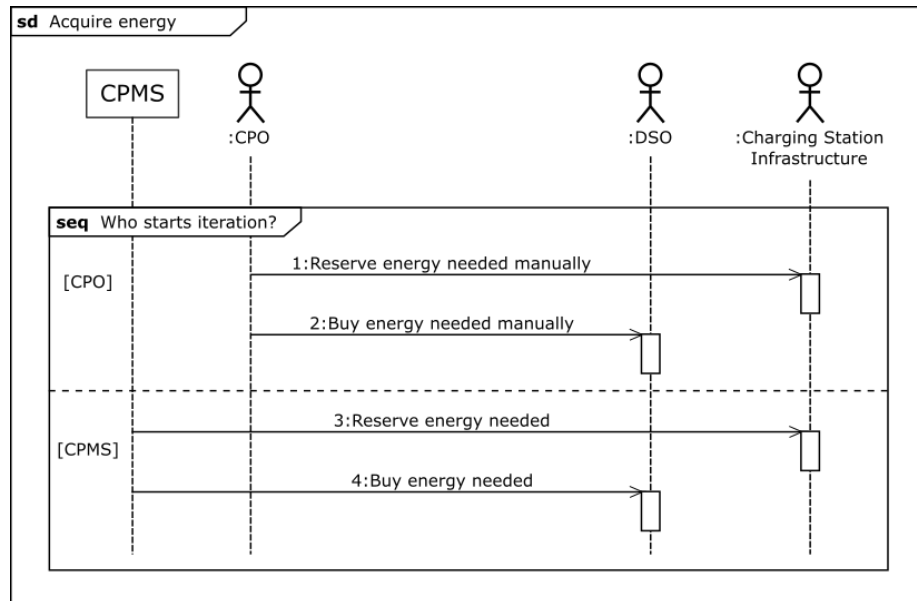 sd Acquire energy
CPMS
:CPO
:DSO
:Charging Station
Infrastructure
seq Who starts iteration?
[CPO]
1:Reserve energy needed manually
2:Buy energy needed manually
[CPMS]
3:Reserve energy needed
4:Buy energy needed